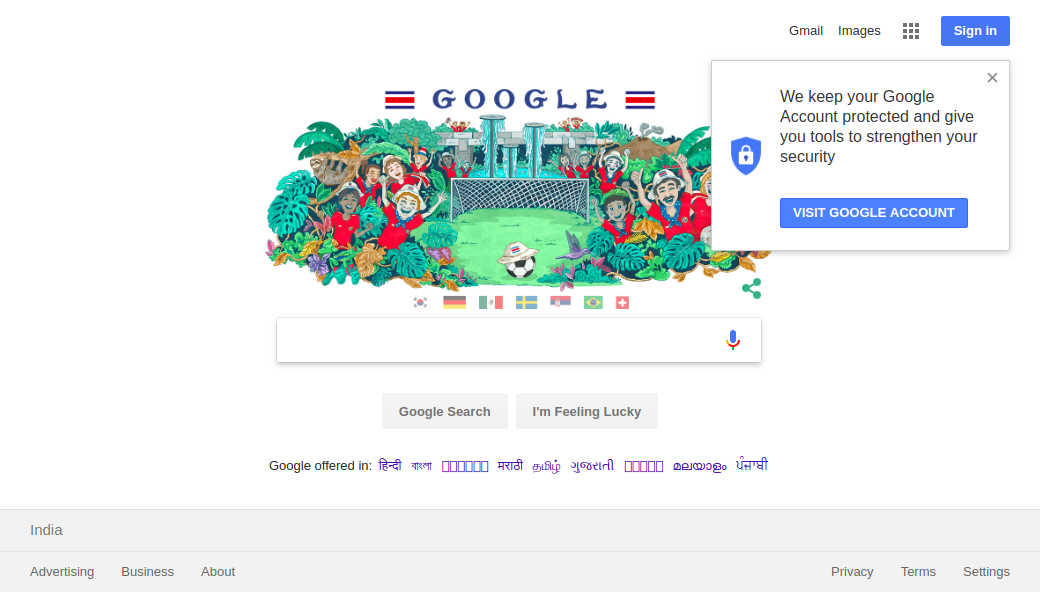 Gmail Images Sign in
GOOGLE
We keep your Google
Account protected and give
you tools to strengthen your
security
VISIT GOOGLE ACCOUNT
Google Search I'm Feeling Lucky
Google offered in: हिन्दी বাংলা मराठी தமிழ் ગુજરાતી മലയാളം ਪੰਜਾਬੀ
India
Advertising Business About Privacy Terms Settings